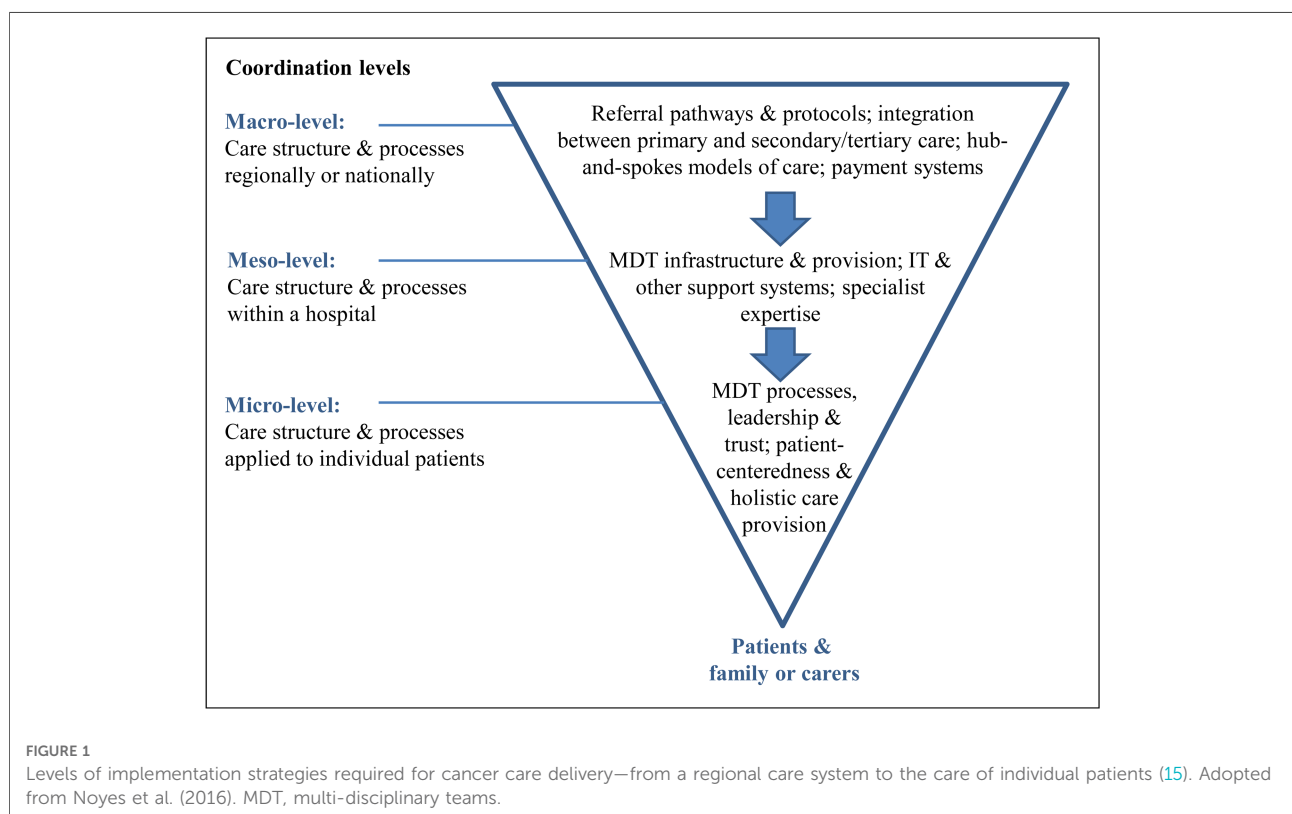 Coordination levels
Macro-level:
Care structure & processes
regionally or nationally
Referral pathways & protocols; integration
between primary and secondary/tertiary care; hub-
and-spokes models of care; payment systems
Meso-level:
Care structure & processes
within a hospital
MDT infrastructure & provision; IT &
other support systems; specialist
expertise
Micro-level:
Care structure & processes
applied to individual patients
MDT processes,
leadership &
trust; patient-
centeredness &
holistic care
provision
Patients &
family or carers
FIGURE 1
Levels of implementation strategies required for cancer care delivery—from a regional care system to the care of individual patients (15). Adopted
from Noyes et al. (2016). MDT, multi-disciplinary teams.